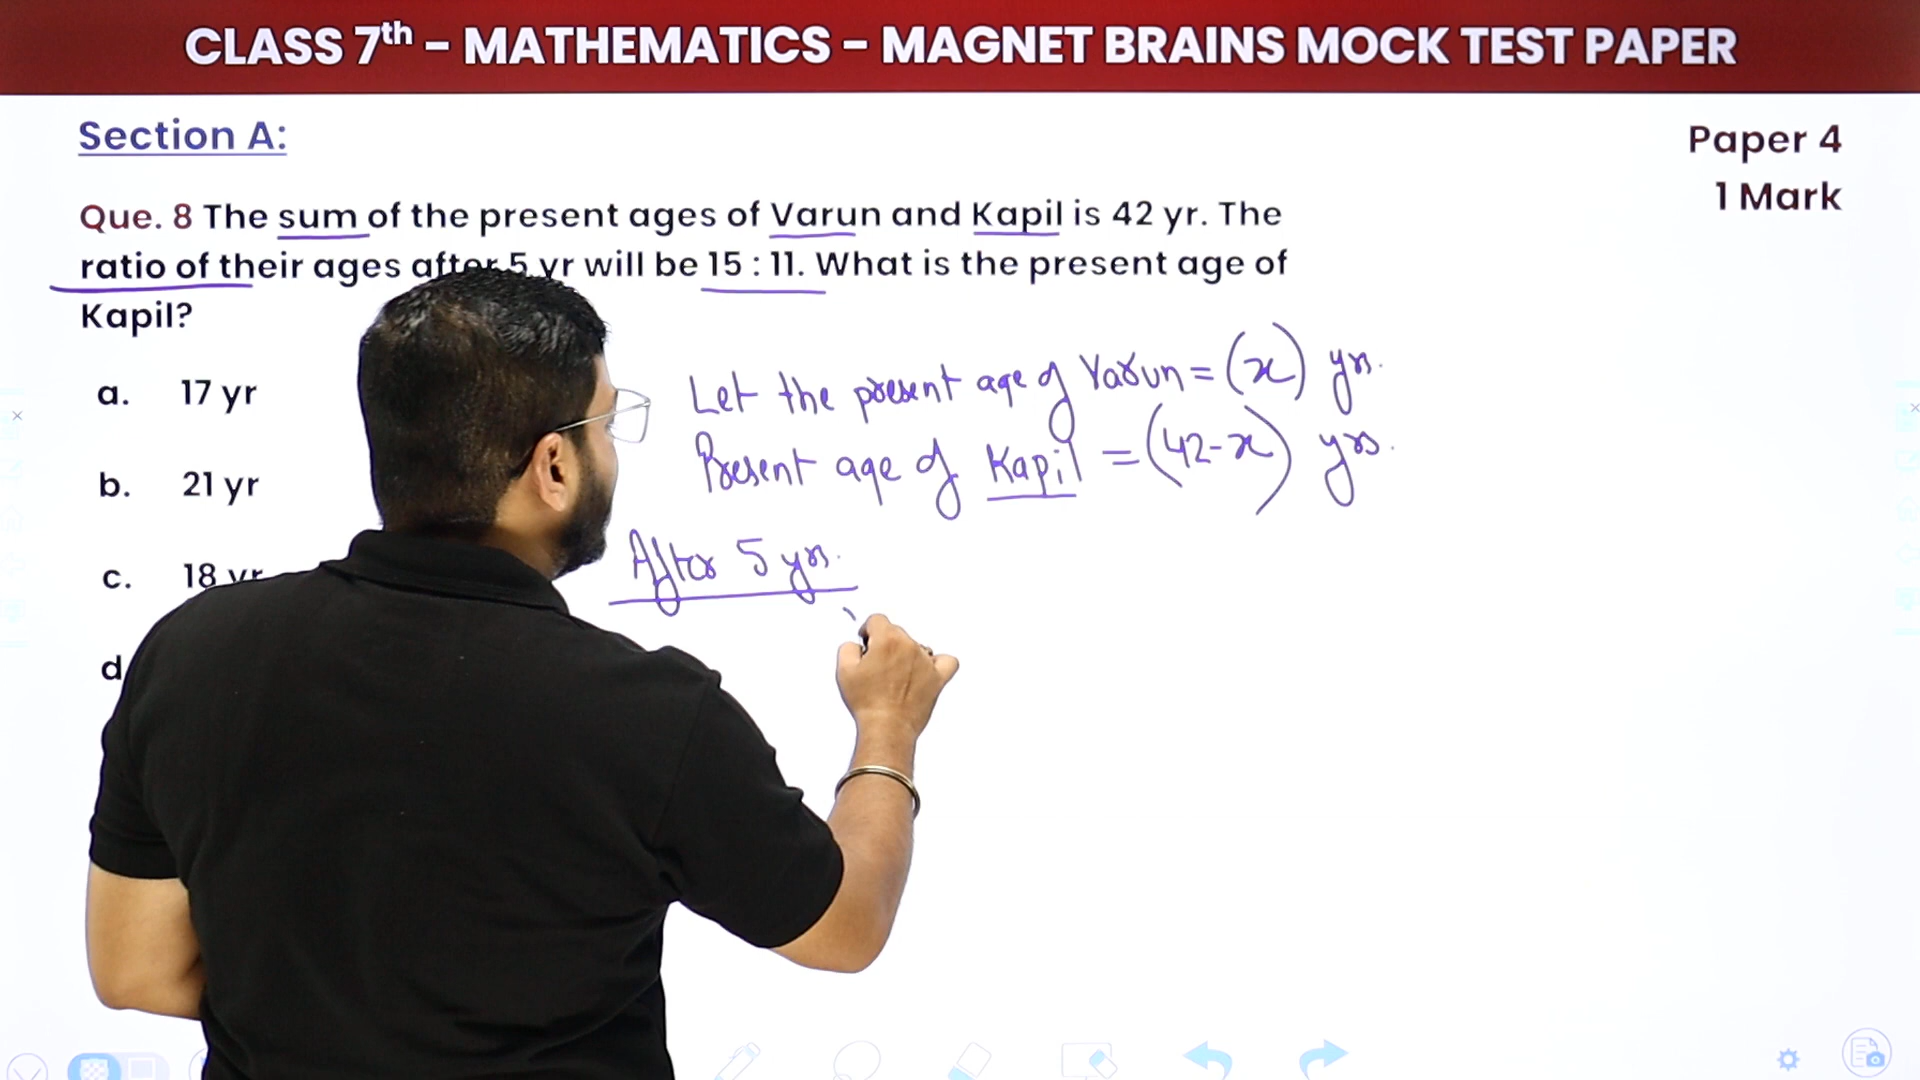 CLASS 7th – MATHEMATICS – MAGNET BRAINS MOCK TEST PAPER
Section A:
Paper 4
1 Mark
Que. 8 The sum of the present ages of Varun and Kapil is 42 yr. The
ratio of their ages after 5 yr will be 15 : 11. What is the present age of
Kapil?
a. 17 yr
b. 21 yr
c. 18 yr
d
Let the present age of Varun = (x) yrs.
Present age of Kapil = (42-x) yrs.
After 5 yrs.